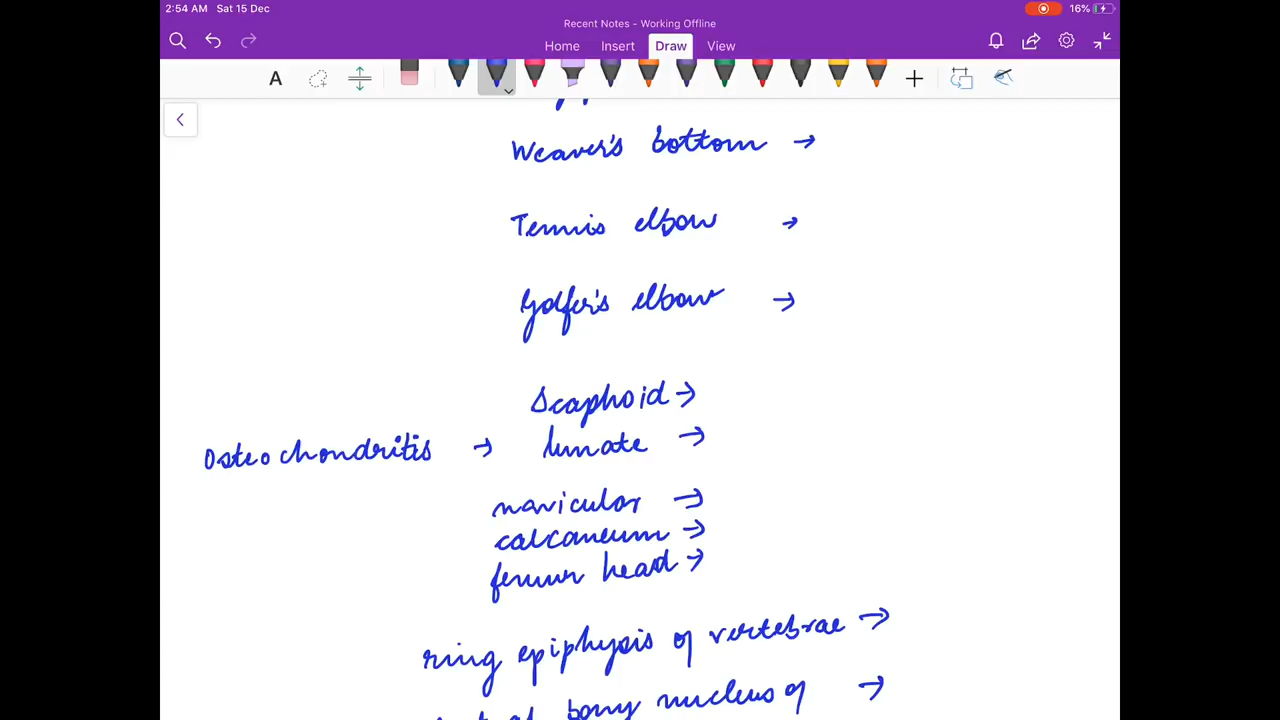 2:54 AM Sat 15 Dec
16%
Recent Notes - Working Offline
Home Insert Draw View
A
Weaver's bottom →
Tennis elbow →
Golfer's elbow →
Scaphoid →
Osteochondritis → lunate →
navicular →
calcaneum →
femur head →
ring epiphysis of vertebrae →
bony nucleus of →